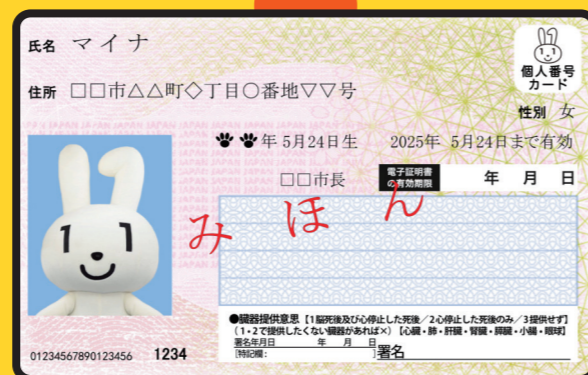 氏名 マイナ
個人番号
カード
住所 □□市△△町◇丁目○番地▽▽号
性別 女
年 5月24日生 2025年 5月24日まで有効
□□市長 電子証明書
の有効期限 年 月 日
みほん
●臓器提供意思【1脳死後及び心停止した死後/2心停止した死後のみ/3提供せず】
(1・2で提供したくない臓器があれば×)【心臓・肺・肝臓・腎臓・膵臓・小腸・眼球】
署名年月日 年 月 日
[特記欄: ]署名
01234567890123456 1234